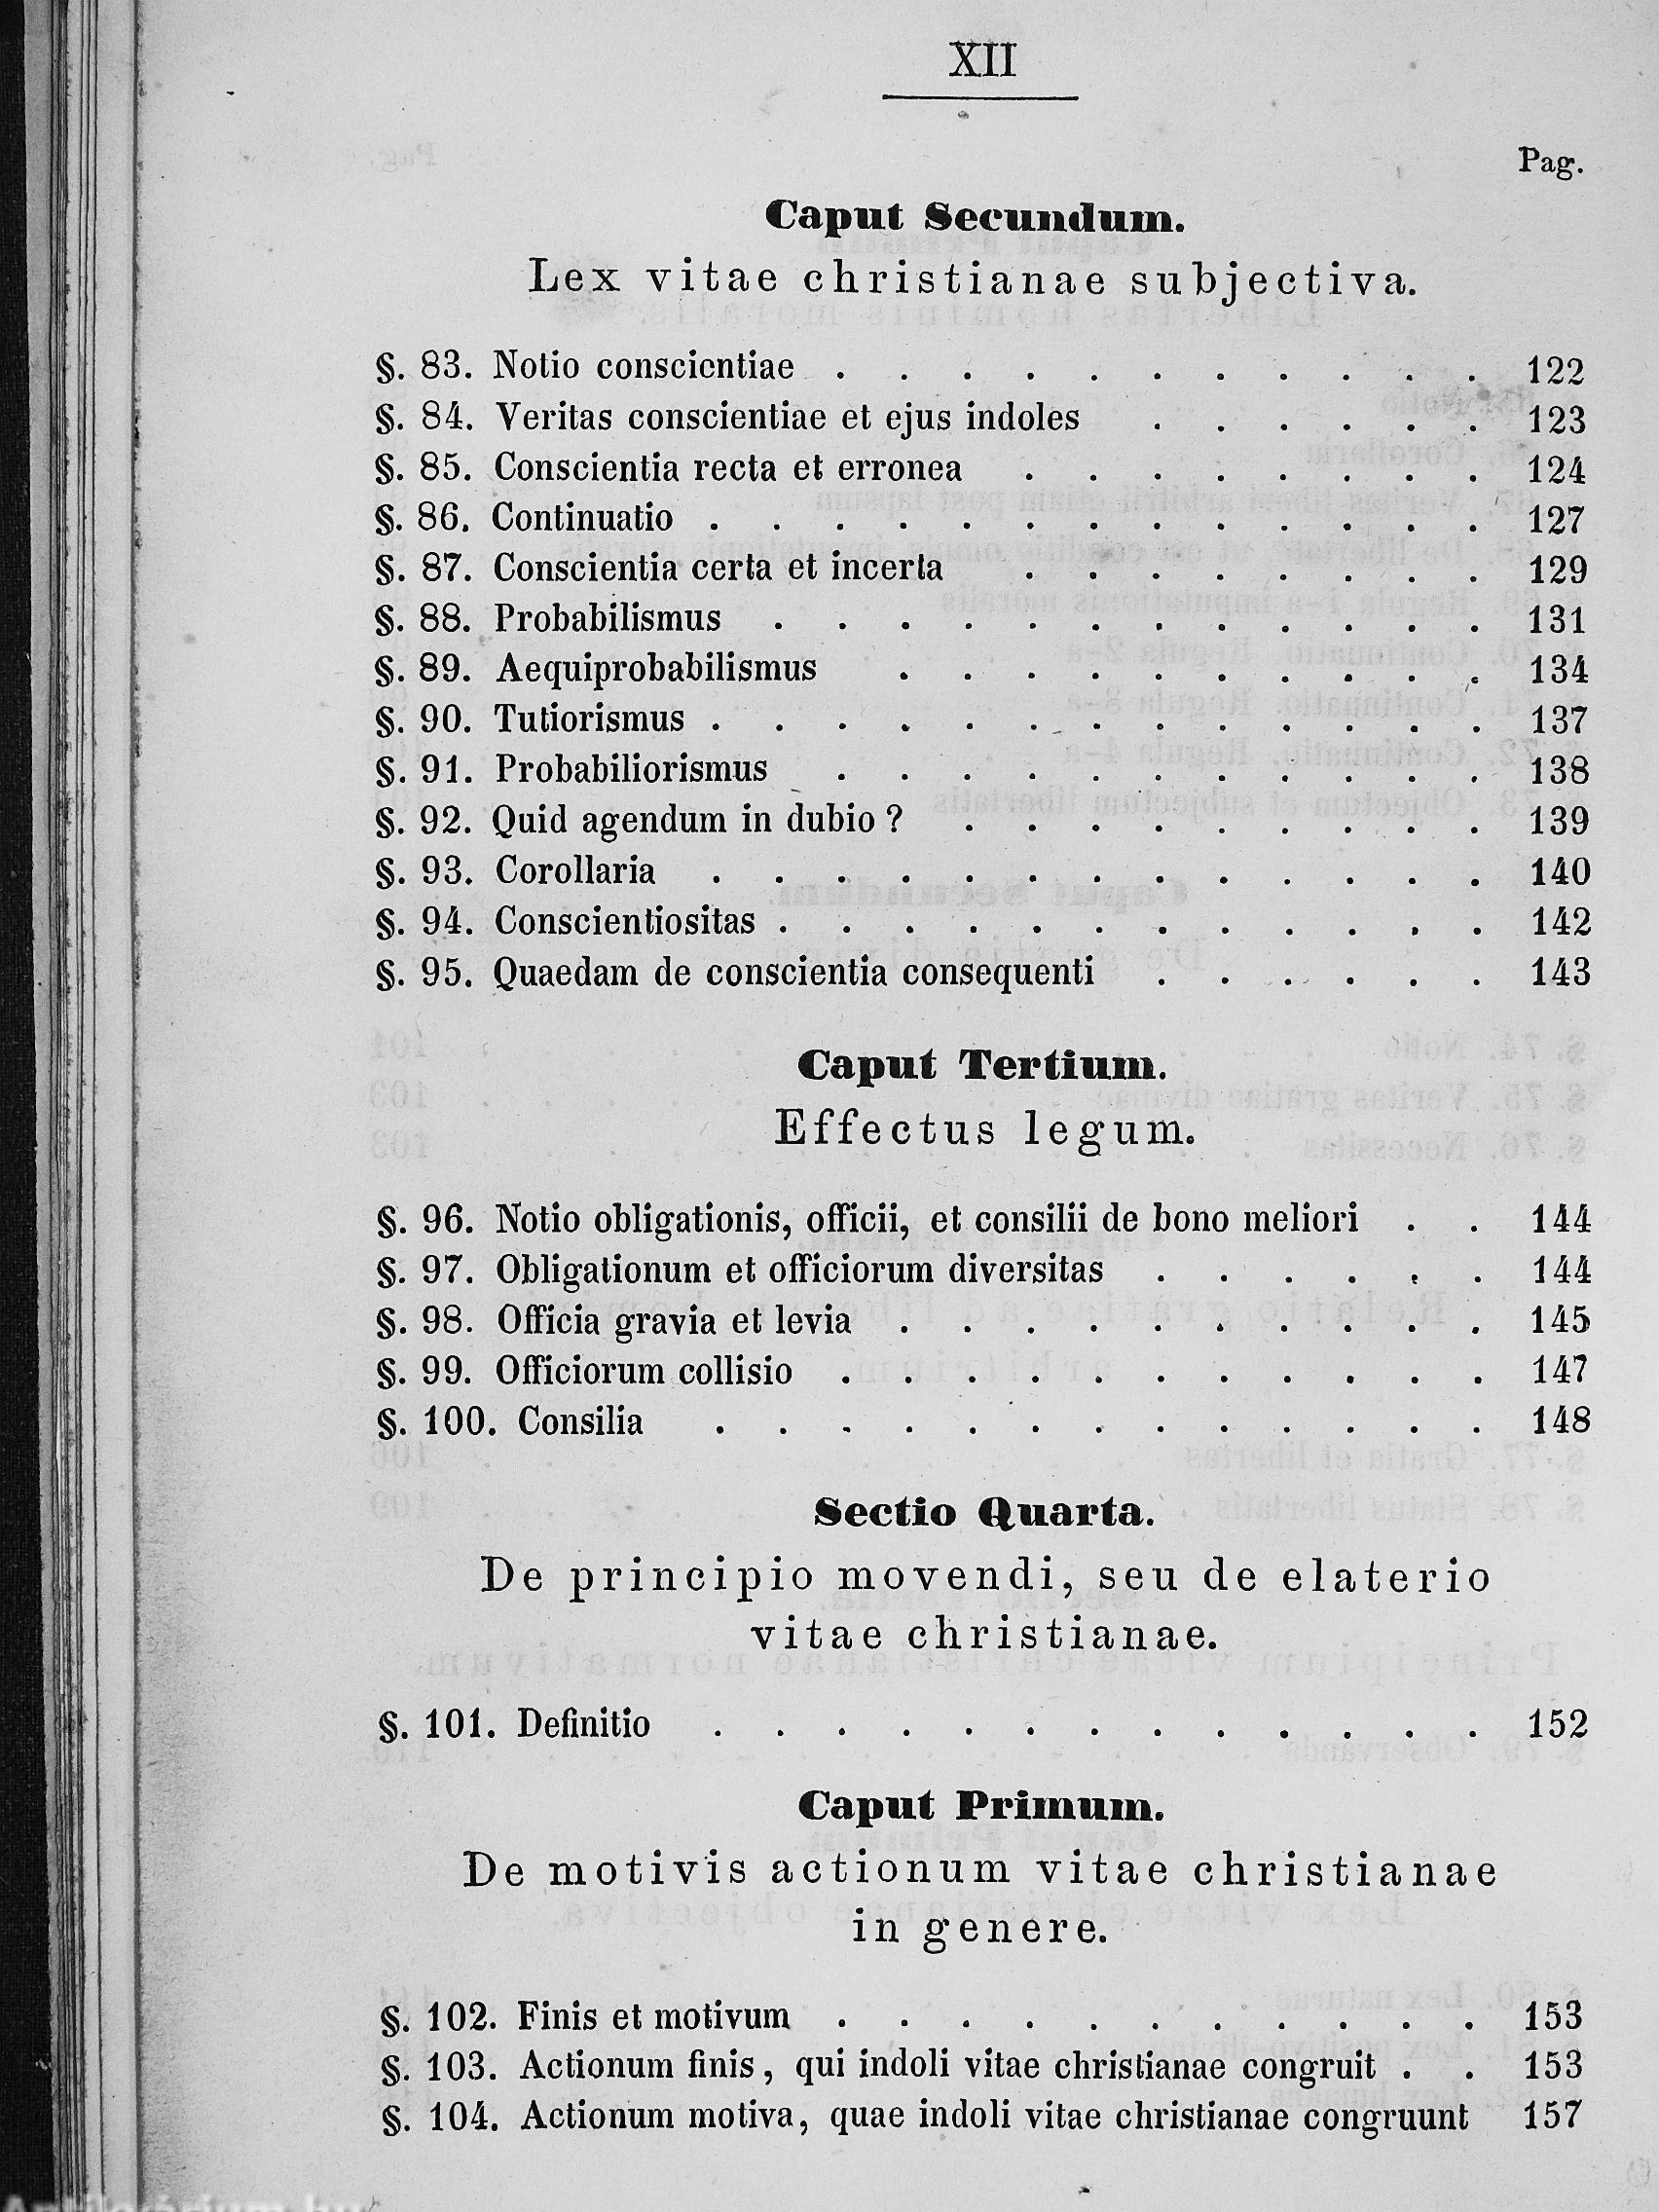 XII
Pag.
Caput Secundum.
Lex vitae christianae subjectiva.
§. 83. Notio conscientiae . . . . . . . . . . . 122
§. 84. Veritas conscientiae et ejus indoles . . . . . . 123
§. 85. Conscientia recta et erronea . . . . . . . . 124
§. 86. Continuatio . . . . . . . . . . . . . 127
§. 87. Conscientia certa et incerta . . . . . . . . 129
§. 88. Probabilismus . . . . . . . . . . . . 131
§. 89. Aequiprobabilismus . . . . . . . . . . 134
§. 90. Tutiorismus . . . . . . . . . . . . . 137
§. 91. Probabiliorismus . . . . . . . . . . . 138
§. 92. Quid agendum in dubio ? . . . . . . . . . 139
§. 93. Corollaria . . . . . . . . . . . . . 140
§. 94. Conscientiositas . . . . . . . . . . . . 142
§. 95. Quaedam de conscientia consequenti . . . . . . 143
Caput Tertium.
Effectus legum.
§. 96. Notio obligationis, officii, et consilii de bono meliori . . 144
§. 97. Obligationum et officiorum diversitas . . . . . . 144
§. 98. Officia gravia et levia . . . . . . . . . . 145
§. 99. Officiorum collisio . . . . . . . . . . . 147
§. 100. Consilia . . . . . . . . . . . . . 148
Sectio Quarta.
De principio movendi, seu de elaterio
vitae christianae.
§. 101. Definitio . . . . . . . . . . . . . 152
Caput Primum.
De motivis actionum vitae christianae
in genere.
§. 102. Finis et motivum . . . . . . . . . . . 153
§. 103. Actionum finis, qui indoli vitae christianae congruit . . 153
§. 104. Actionum motiva, quae indoli vitae christianae congruunt 157